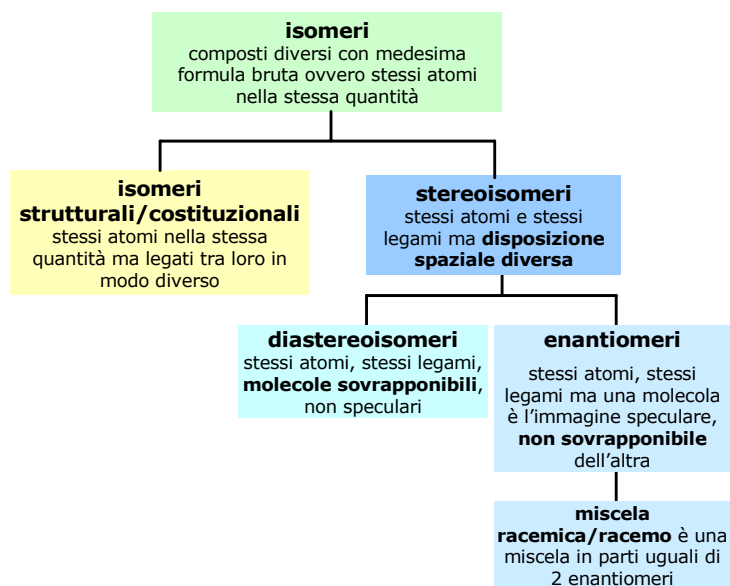 isomeri
composti diversi con medesima
formula bruta ovvero stessi atomi
nella stessa quantità
isomeri
strutturali/costituzionali
stessi atomi nella stessa
quantità ma legati tra loro in
modo diverso
stereoisomeri
stessi atomi e stessi
legami ma disposizione
spaziale diversa
diastereoisomeri
stessi atomi, stessi legami,
molecole sovrapponibili,
non speculari
enantiomeri
stessi atomi, stessi
legami ma una molecola
è l'immagine speculare,
non sovrapponibile
dell'altra
miscela
racemica/racemo è una
miscela in parti uguali di
2 enantiomeri